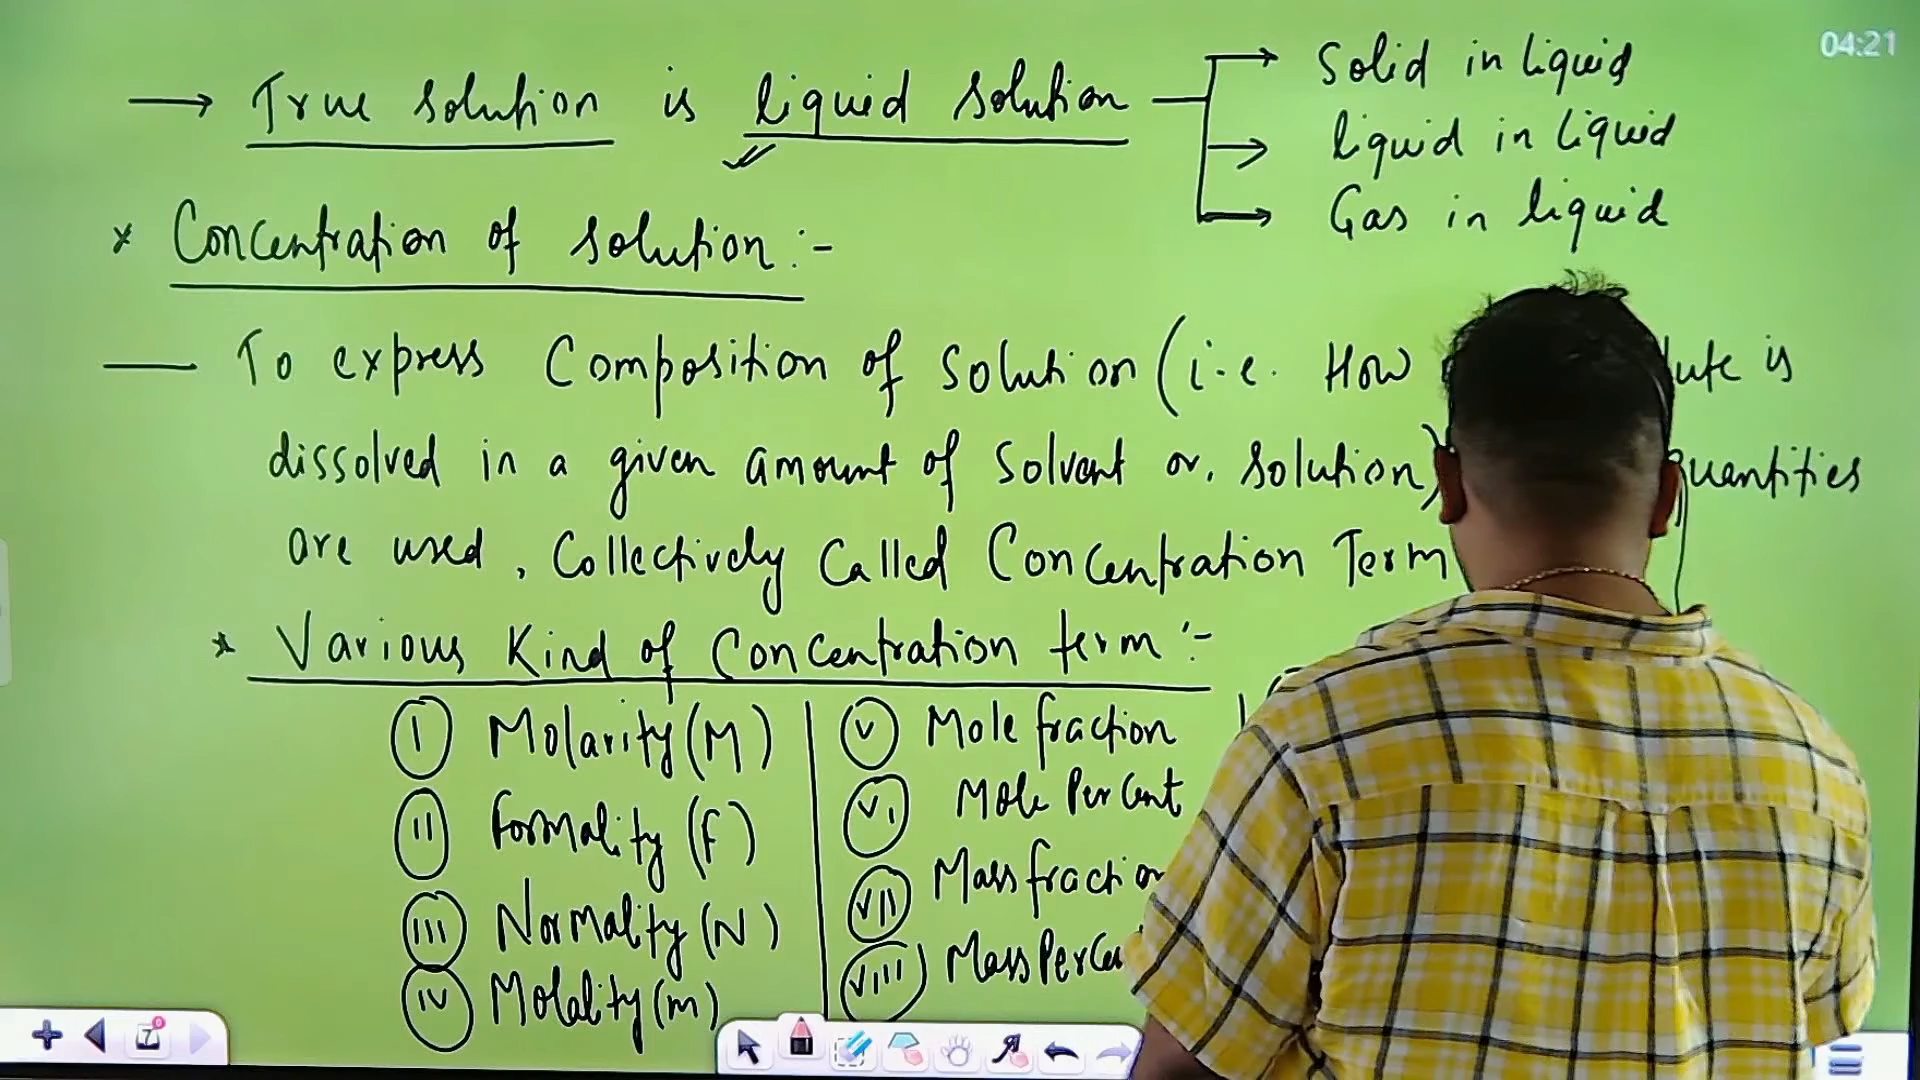 04:21
→ True solution is liquid solution
→ Solid in liquid
→ liquid in liquid
→ Gas in liquid
* Concentration of solution :-
— To express Composition of Solution (i.e. How lute is
dissolved in a given amount of Solvent or. Solution) quantities
are used, Collectively Called Concentration Term
* Various Kind of Concentration term :-
I Molarity (M)
II Formality (F)
III Normality (N)
IV Molality (m)
V Mole fraction
VI Mole Percent
VII Mass fraction
VIII Mass Perce
7